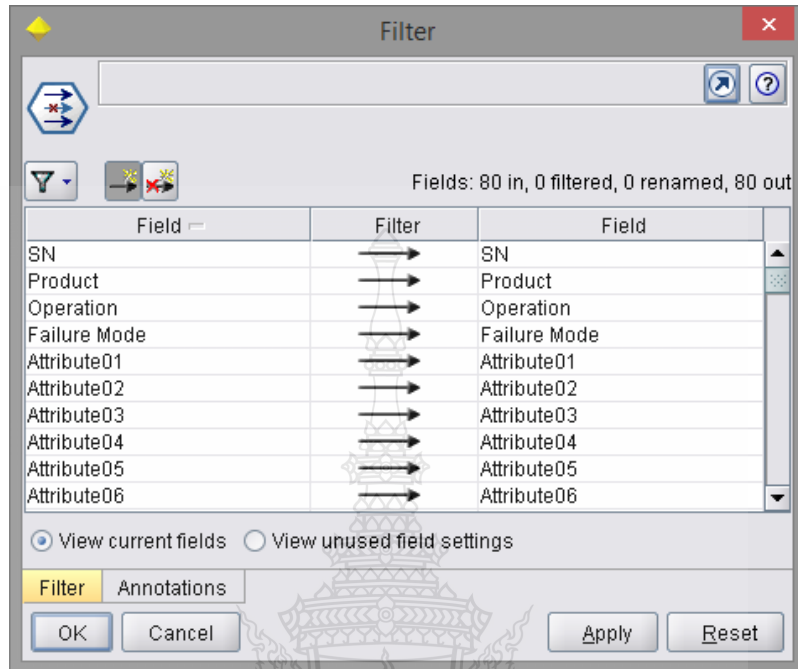 Filter
Fields: 80 in, 0 filtered, 0 renamed, 80 out
Field Filter Field
SN SN
Product Product
Operation Operation
Failure Mode Failure Mode
Attribute01 Attribute01
Attribute02 Attribute02
Attribute03 Attribute03
Attribute04 Attribute04
Attribute05 Attribute05
Attribute06 Attribute06
View current fields View unused field settings
Filter Annotations
OK Cancel Apply Reset